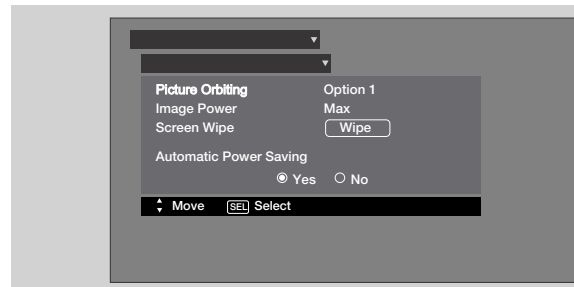 Picture Orbiting Option 1
Image Power Max
Screen Wipe Wipe
Automatic Power Saving
Yes No
Move SEL Select